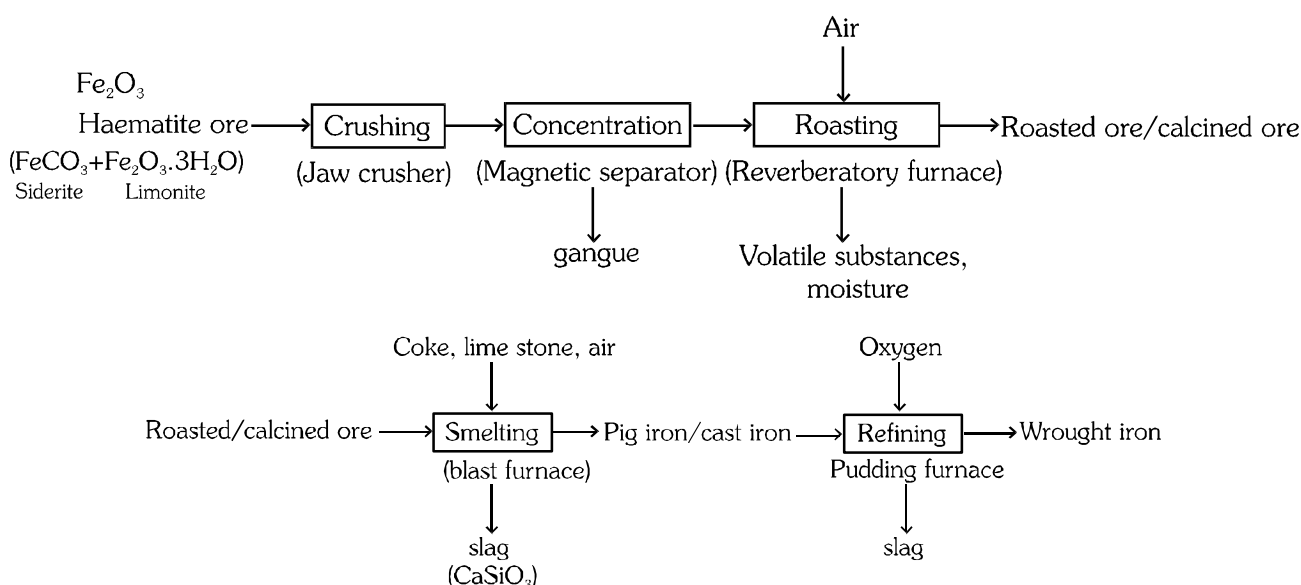 Air
Fe₂O₃
Haematite ore
Crushing
Concentration
Roasting
Roasted ore/calcined ore
(FeCO₃+Fe₂O₃.3H₂O)
Siderite Limonite
(Jaw crusher)
(Magnetic separator)
(Reverberatory furnace)
gangue
Volatile substances,
moisture
Coke, lime stone, air
Oxygen
Roasted/calcined ore
Smelting
Pig iron/cast iron
Refining
Wrought iron
(blast furnace)
Pudding furnace
slag
(CaSiO₃)
slag